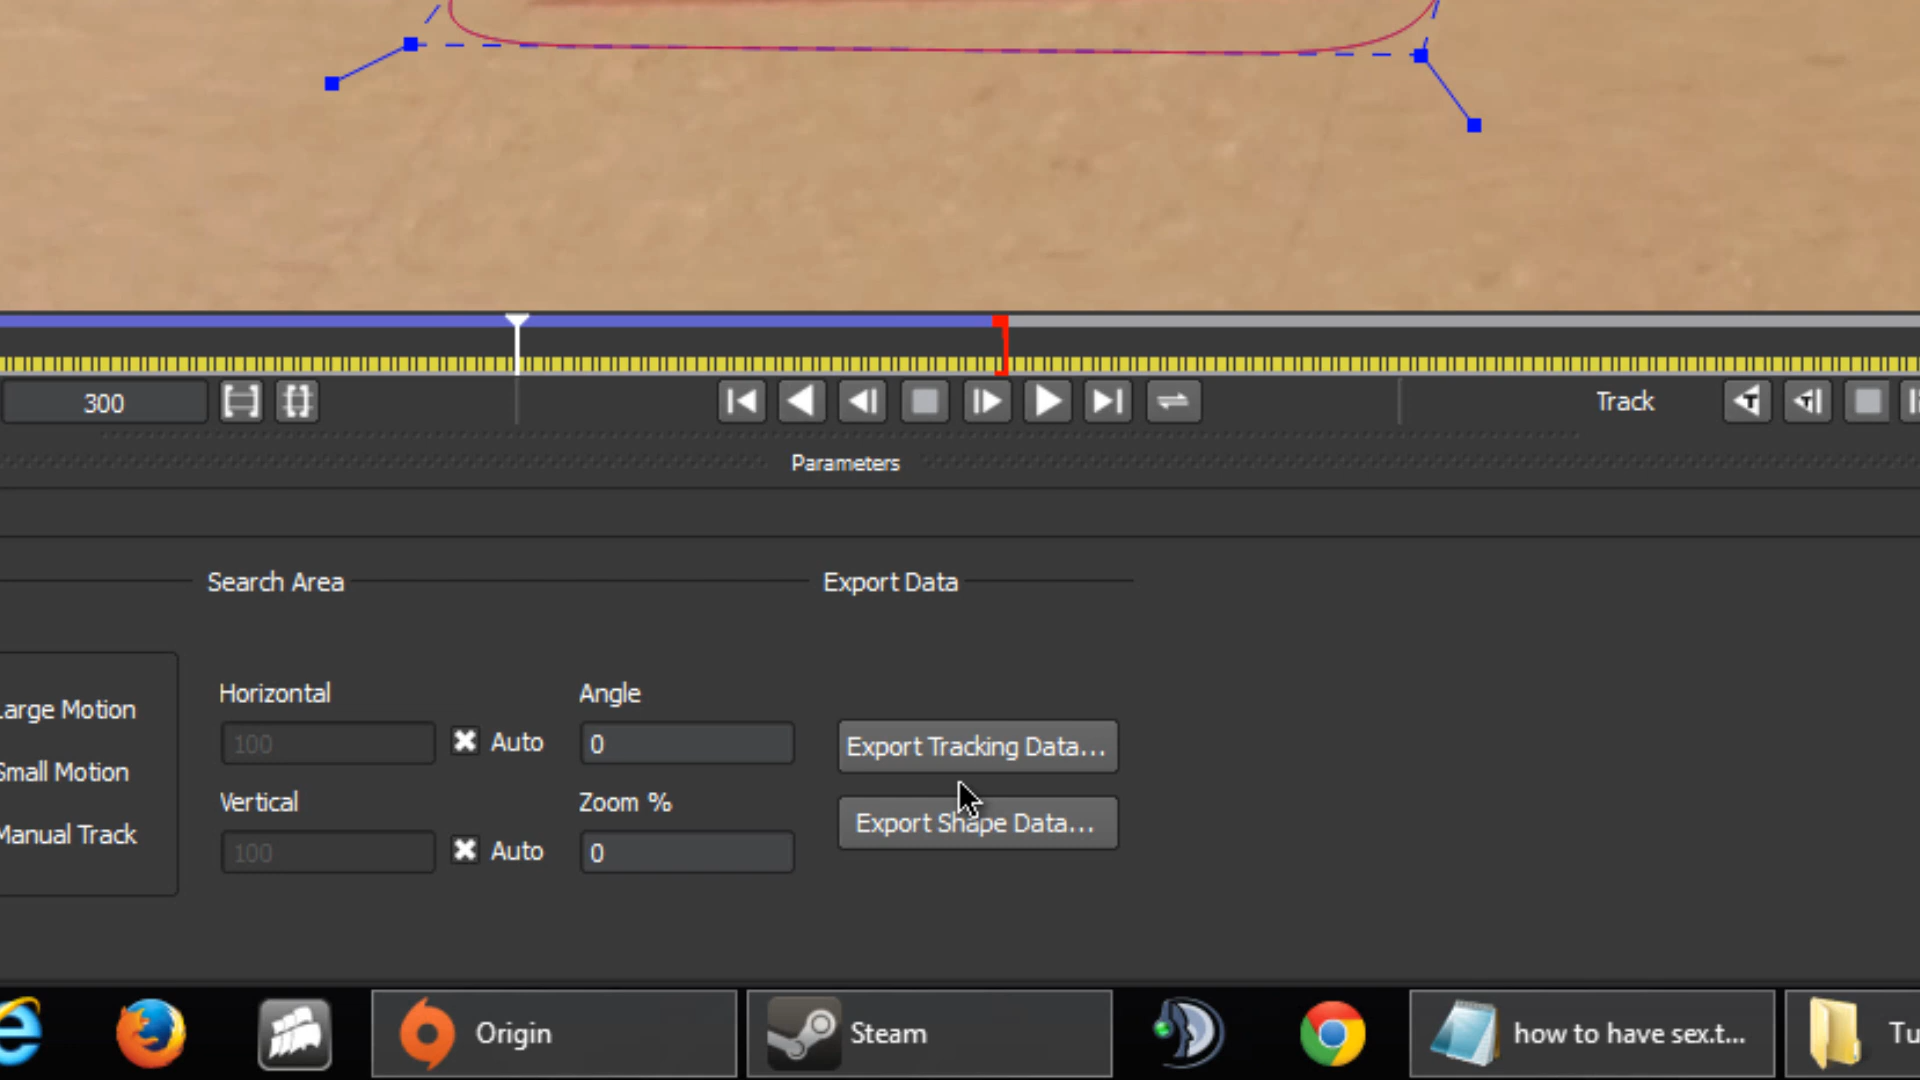 300
Track
Parameters
Search Area
Export Data
Large Motion
Small Motion
Manual Track
Horizontal
100
Auto
Angle
0
Vertical
100
Auto
Zoom %
0
Export Tracking Data...
Export Shape Data...
Origin
Steam
how to have sex.t...
Tu